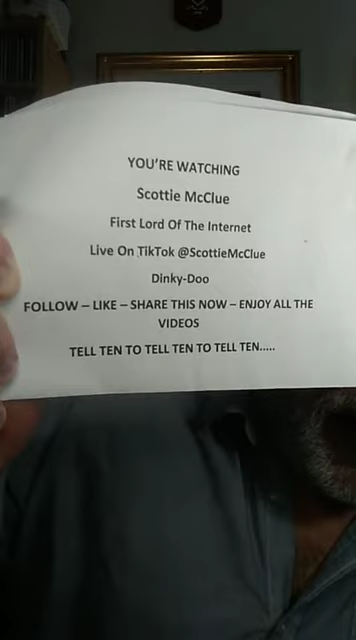 YOU'RE WATCHING
Scottie McClue
First Lord Of The Internet
Live On TikTok @ScottieMcClue
Dinky-Doo
FOLLOW – LIKE – SHARE THIS NOW – ENJOY ALL THE
VIDEOS
TELL TEN TO TELL TEN TO TELL TEN.....